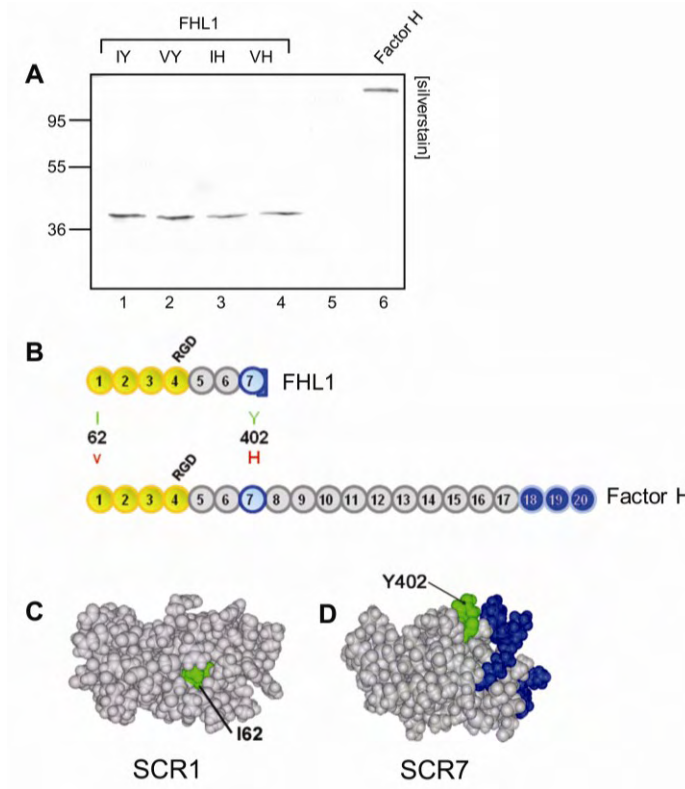 FHL1
IY VY IH VH Factor H
A
[silverstain]
95
55
36
1 2 3 4 5 6
B
RGD
1 2 3 4 5 6 7 FHL1
I Y
62 402
v H
RGD
1 2 3 4 5 6 7 8 9 10 11 12 13 14 15 16 17 18 19 20 Factor H
C D
Y402
I62
SCR1 SCR7